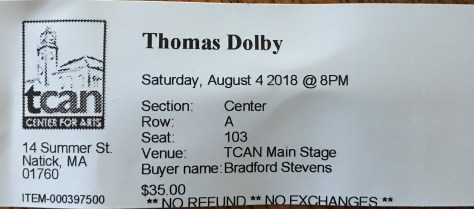 Thomas Dolby
Saturday, August 4 2018 @ 8PM
Section: Center
Row: A
Seat: 103
Venue: TCAN Main Stage
Buyer name: Bradford Stevens
$35.00
** NO REFUND ** NO EXCHANGES **
tcan
CENTER FOR ARTS
14 Summer St.
Natick, MA
01760
ITEM-000397500